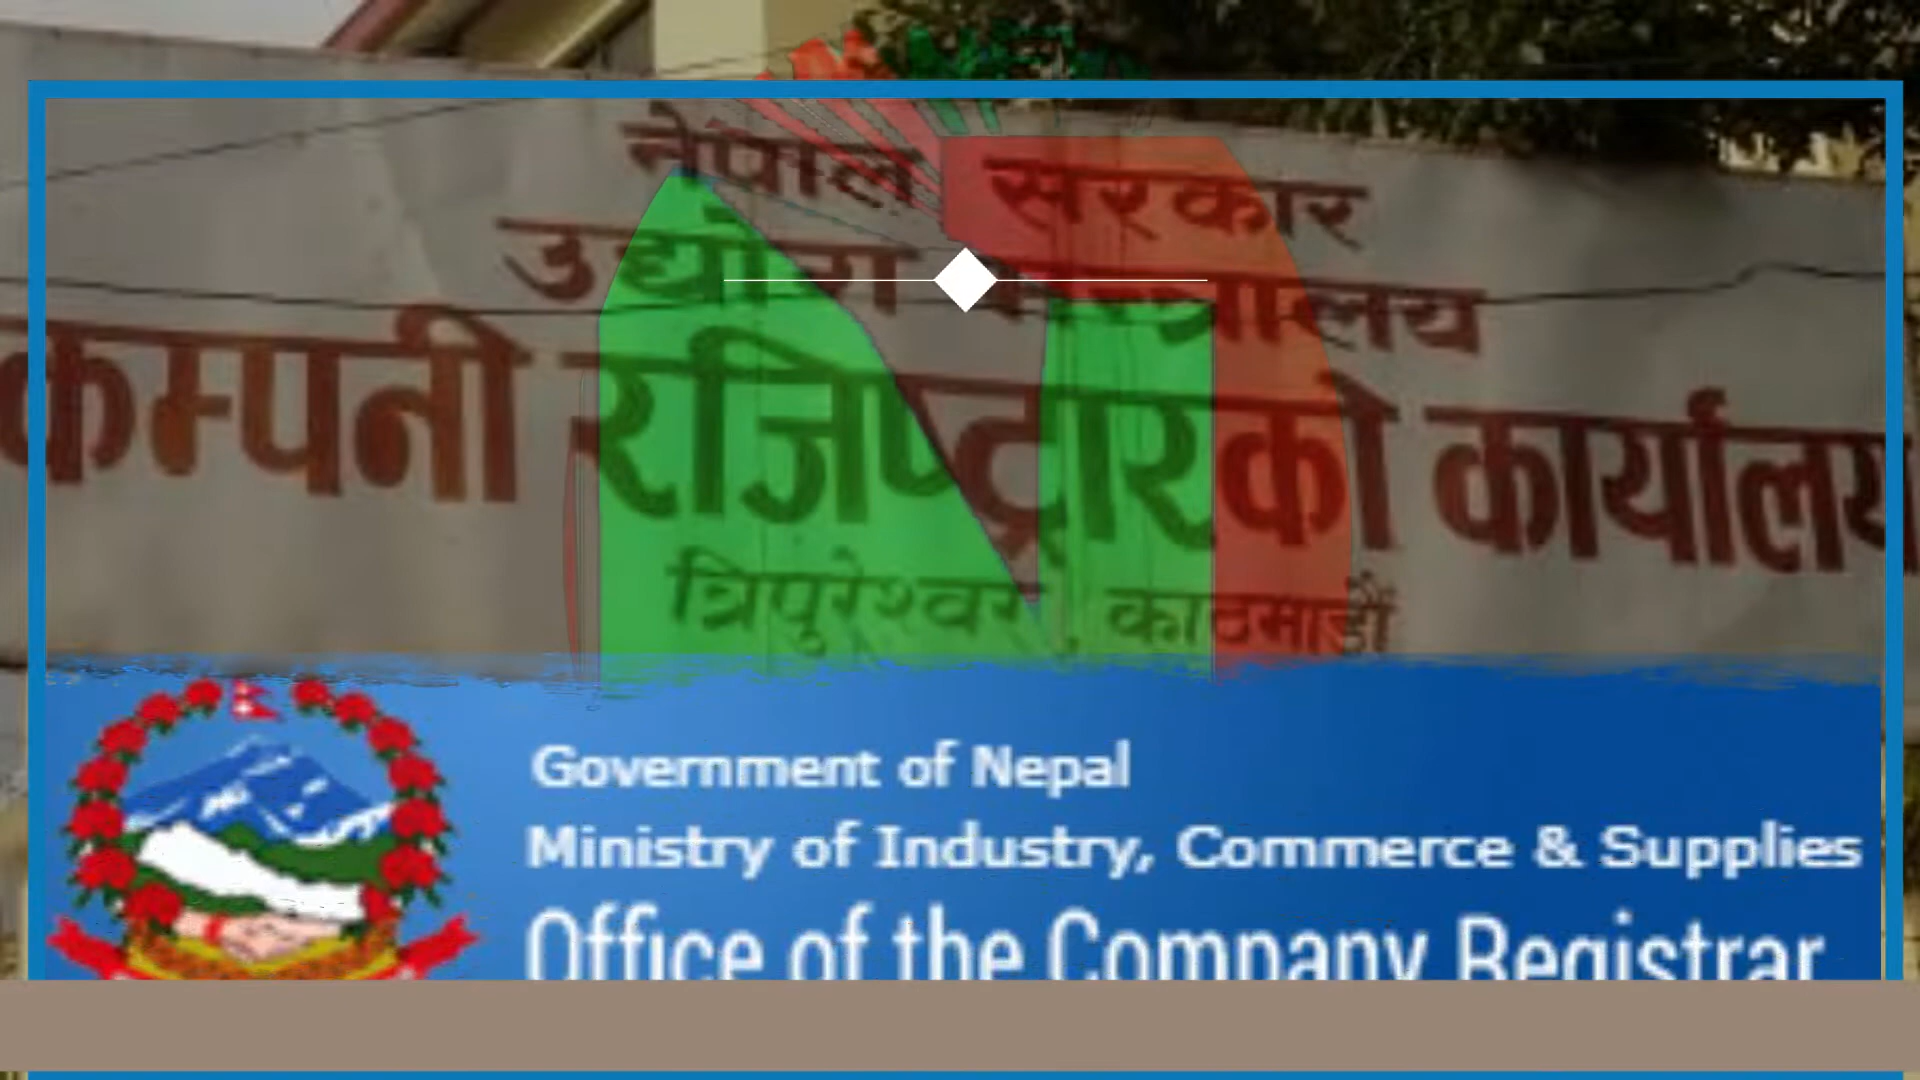 नेपाल सरकार
उद्योग मन्त्रालय
कम्पनी रजिष्ट्रारको कार्यालय
त्रिपुरेश्वर, काठमाडौं
Government of Nepal
Ministry of Industry, Commerce & Supplies
Office of the Company Registrar